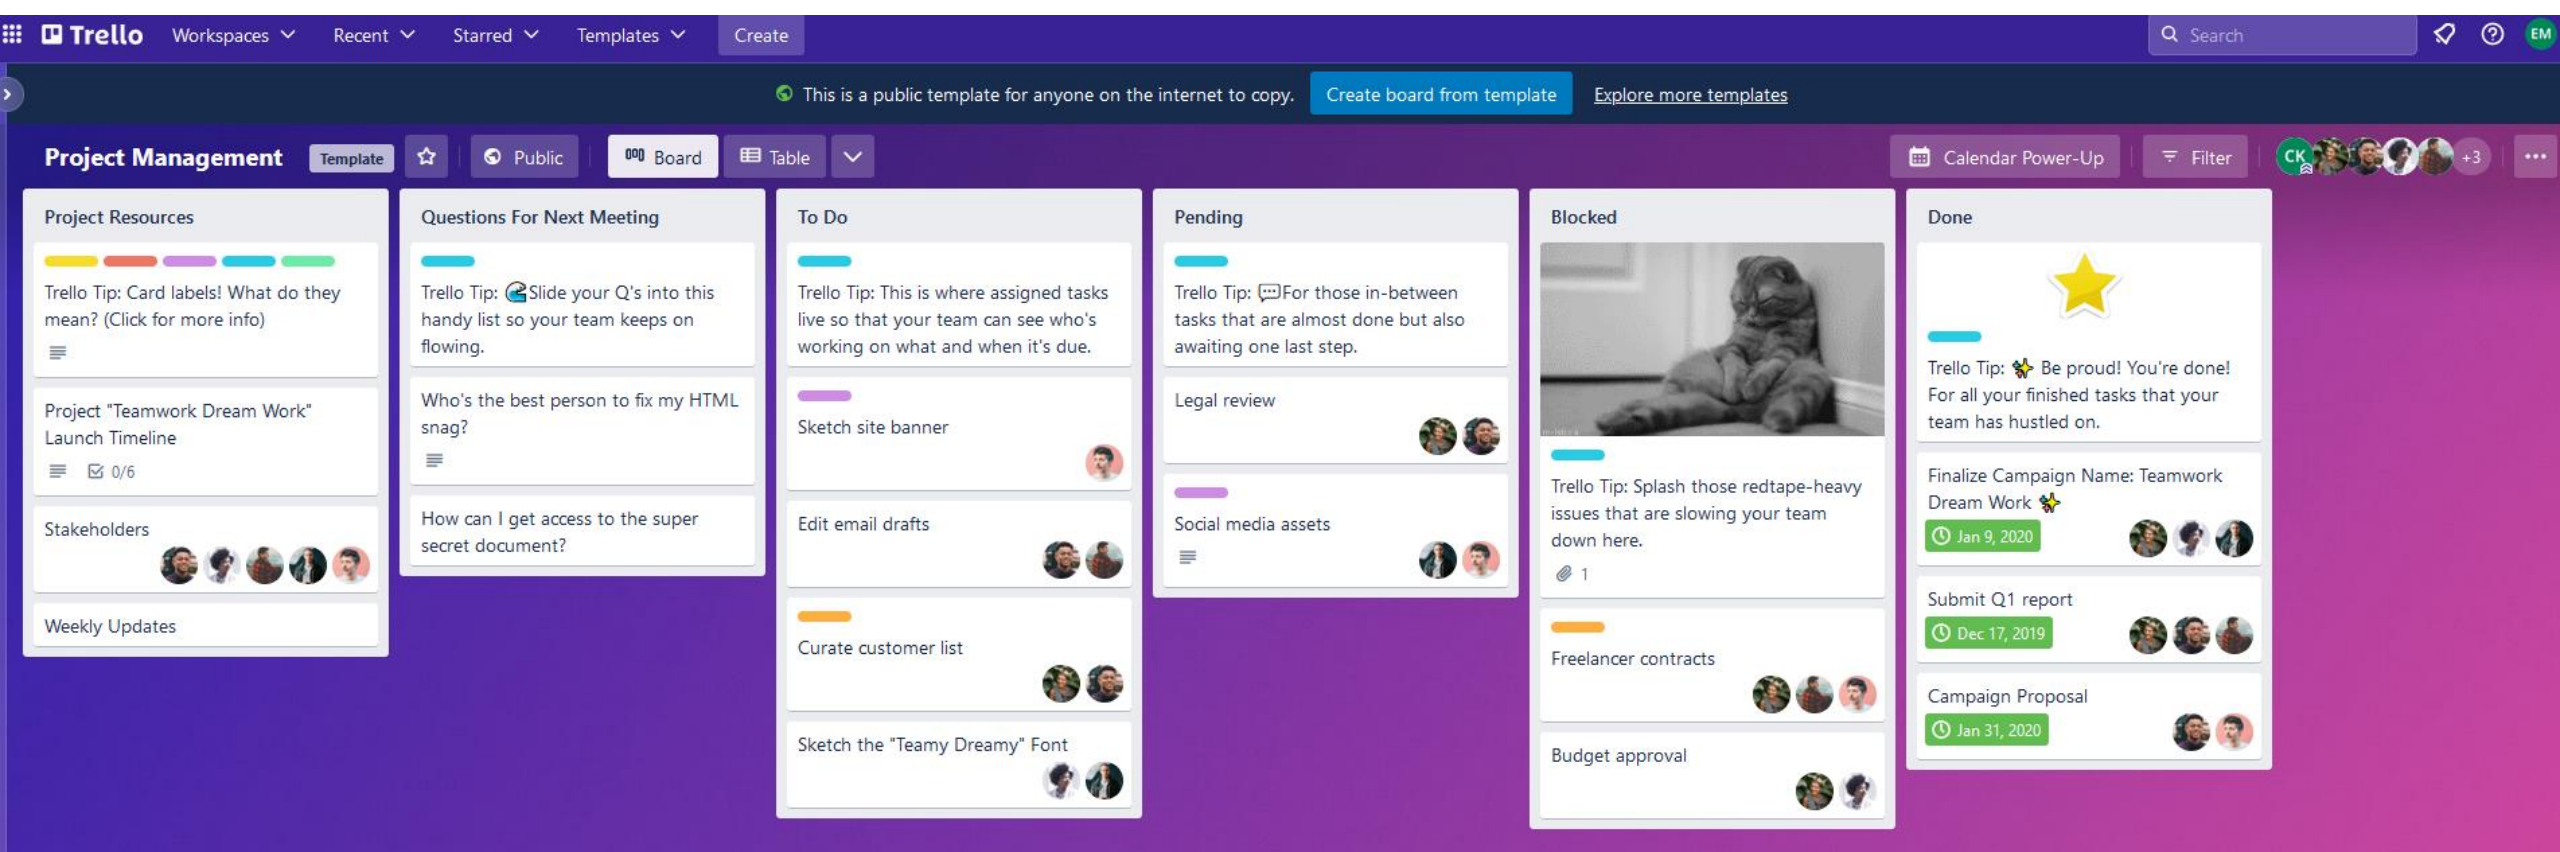 Trello Workspaces Recent Starred Templates Create Search EM
This is a public template for anyone on the internet to copy. Create board from template Explore more templates
Project Management Template Public Board Table Calendar Power-Up Filter CK +3
Project Resources
Trello Tip: Card labels! What do they
mean? (Click for more info)
Project "Teamwork Dream Work"
Launch Timeline
0/6
Stakeholders
Weekly Updates
Questions For Next Meeting
Trello Tip: 🌊Slide your Q's into this
handy list so your team keeps on
flowing.
Who's the best person to fix my HTML
snag?
How can I get access to the super
secret document?
To Do
Trello Tip: This is where assigned tasks
live so that your team can see who's
working on what and when it's due.
Sketch site banner
Edit email drafts
Curate customer list
Sketch the "Teamy Dreamy" Font
Pending
Trello Tip: 💬For those in-between
tasks that are almost done but also
awaiting one last step.
Legal review
Social media assets
Blocked
Trello Tip: Splash those redtape-heavy
issues that are slowing your team
down here.
1
Freelancer contracts
Budget approval
Done
Trello Tip: ✨ Be proud! You're done!
For all your finished tasks that your
team has hustled on.
Finalize Campaign Name: Teamwork
Dream Work ✨
Jan 9, 2020
Submit Q1 report
Dec 17, 2019
Campaign Proposal
Jan 31, 2020